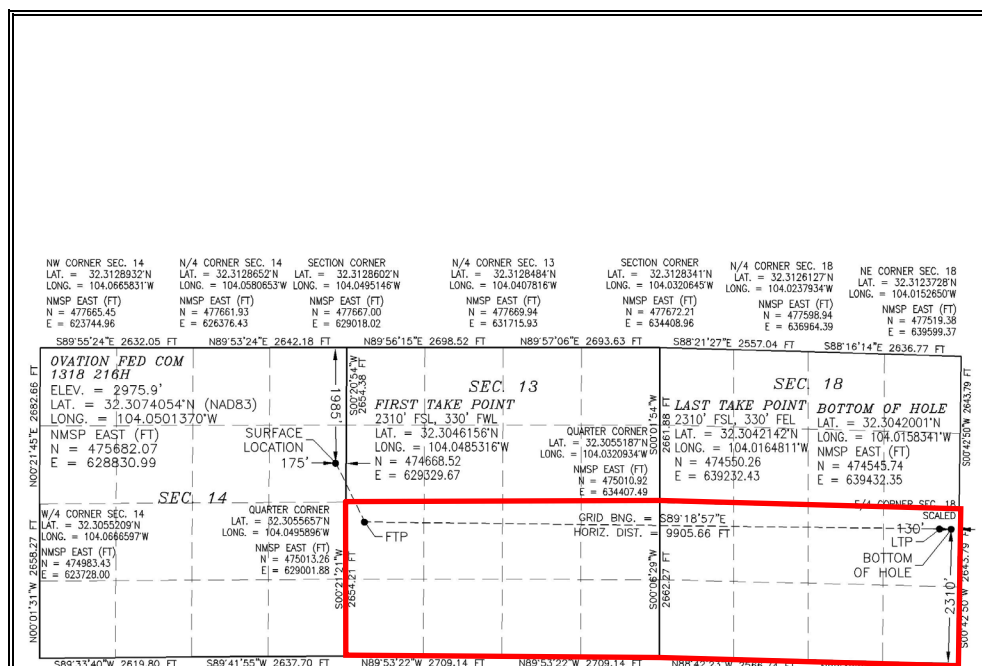 NW CORNER SEC. 14
LAT. = 32.3128932'N
LONG. = 104.0665831'W
NMSP EAST (FT)
N = 477665.45
E = 623744.96
N/4 CORNER SEC. 14
LAT. = 32.3128652'N
LONG. = 104.0580653'W
NMSP EAST (FT)
N = 477661.93
E = 626376.43
SECTION CORNER
LAT. = 32.3128602'N
LONG. = 104.0495146'W
NMSP EAST (FT)
N = 477667.00
E = 629018.02
N/4 CORNER SEC. 13
LAT. = 32.3128484'N
LONG. = 104.0407816'W
NMSP EAST (FT)
N = 477669.94
E = 631715.93
SECTION CORNER
LAT. = 32.3128341'N
LONG. = 104.0320645'W
NMSP EAST (FT)
N = 477672.21
E = 634408.96
N/4 CORNER SEC. 18
LAT. = 32.3126127'N
LONG. = 104.0237934'W
NMSP EAST (FT)
N = 477598.94
E = 636964.39
NE CORNER SEC. 18
LAT. = 32.3123728'N
LONG. = 104.0152650'W
NMSP EAST (FT)
N = 477519.38
E = 639599.37
S89'55'24"E 2632.05 FT
N89'53'24"E 2642.18 FT
N89'56'15"E 2698.52 FT
N89'57'06"E 2693.63 FT
S88'21'27"E 2557.04 FT
S88'16'14"E 2636.77 FT
OVATION FED COM
1318 216H
ELEV. = 2975.9'
LAT. = 32.3074054'N (NAD83)
LONG. = 104.0501370'W
NMSP EAST (FT)
N = 475682.07
E = 628830.99
N00'21'45"E 2682.66 FT
1985'
S00'20'54"W
2654.38 FT
SURFACE
LOCATION
175'
SEC. 13
FIRST TAKE POINT
2310' FSL, 330' FWL
LAT. = 32.3046156'N
LONG. = 104.0485316'W
NMSP EAST (FT)
N = 474668.52
E = 629329.67
QUARTER CORNER
LAT. = 32.3055187'N
LONG. = 104.0320934'W
NMSP EAST (FT)
N = 475010.92
E = 634407.49
S00'01'54"W
2661.88 FT
SEC. 18
LAST TAKE POINT
2310' FSL, 330' FEL
LAT. = 32.3042142'N
LONG. = 104.0164811'W
NMSP EAST (FT)
N = 474550.26
E = 639232.43
BOTTOM OF HOLE
LAT. = 32.3042001'N
LONG. = 104.0158341'W
NMSP EAST (FT)
N = 474545.74
E = 639432.35
S00'42'50"W 2643.79 FT
SEC. 14
W/4 CORNER SEC. 14
LAT. = 32.3055209'N
LONG. = 104.0666597'W
NMSP EAST (FT)
N = 474983.43
E = 623728.00
N00'01'31"W 2658.27 FT
QUARTER CORNER
LAT. = 32.3055657'N
LONG. = 104.0495896'W
NMSP EAST (FT)
N = 475013.26
E = 629001.88
S00'21'21"W
2654.21 FT
FTP
GRID BNG. = S89'18'57"E
HORIZ. DIST. = 9905.66 FT
S00'06'29"W
2662.27 FT
E/4 CORNER SEC. 18
SCALED
130'
LTP
BOTTOM
OF HOLE
2310'
S00'42'50"W 2643.79 FT
S89'33'40"W 2619.80 FT
S89'41'55"W 2637.70 FT
N89'53'22"W 2709.14 FT
N89'53'22"W 2709.14 FT
N88'42'23"W